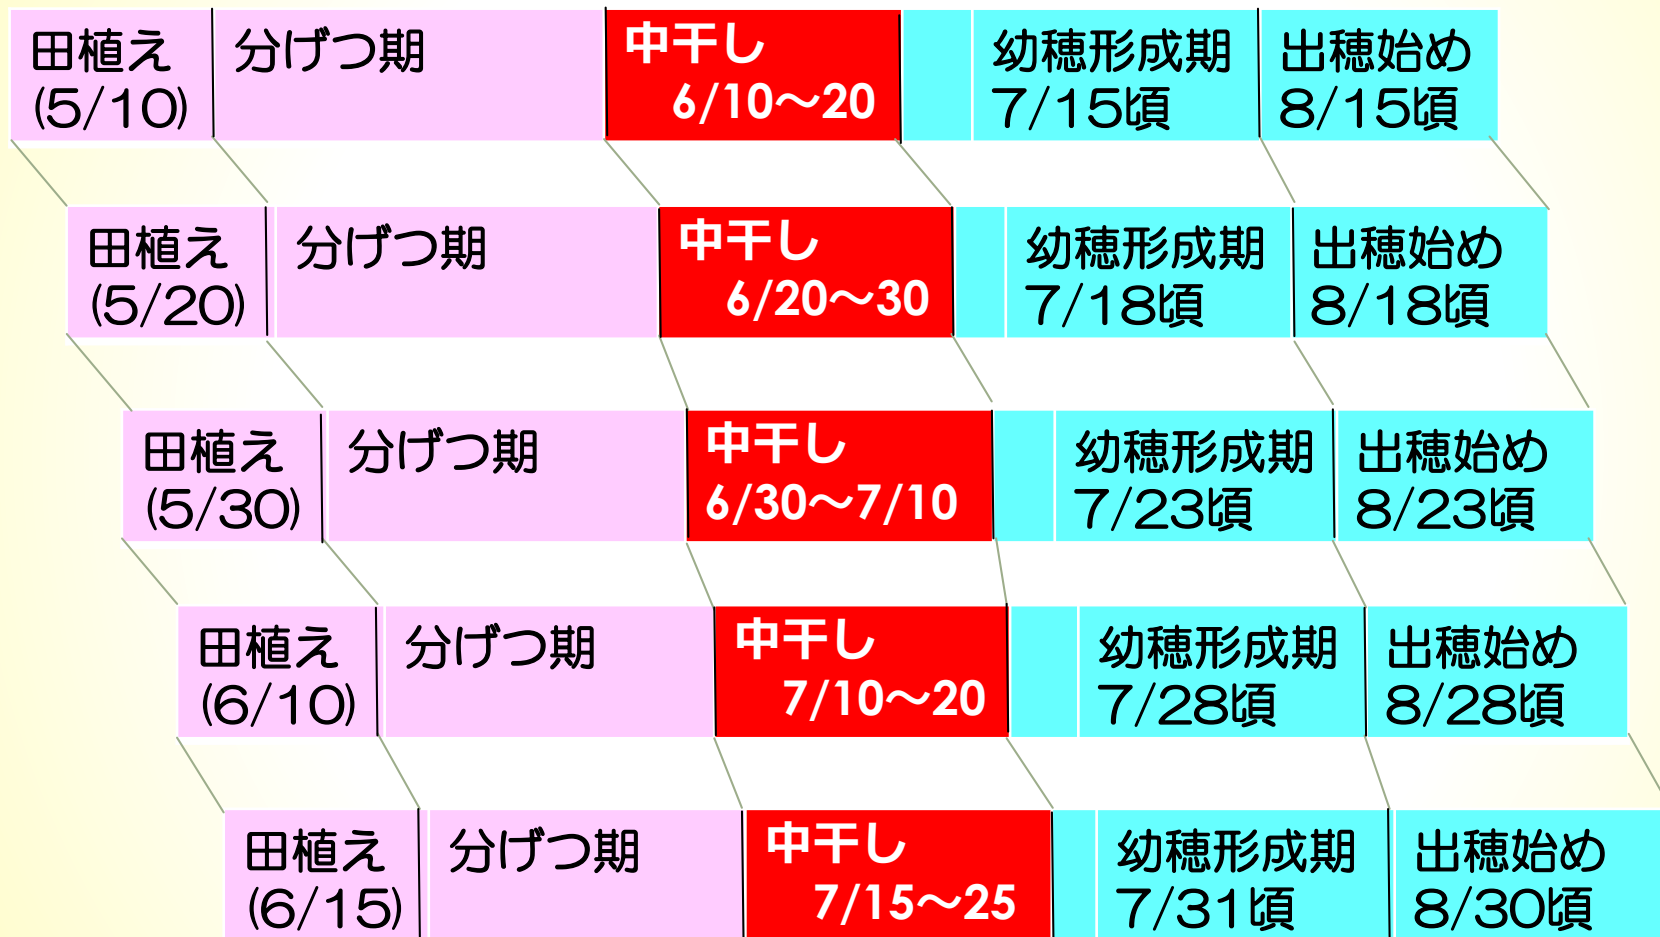 田植え 分げつ期 中干し 幼穂形成期 出穂始め
(5/10) 6/10～20 7/15頃 8/15頃
田植え 分げつ期 中干し 幼穂形成期 出穂始め
(5/20) 6/20～30 7/18頃 8/18頃
田植え 分げつ期 中干し 幼穂形成期 出穂始め
(5/30) 6/30～7/10 7/23頃 8/23頃
田植え 分げつ期 中干し 幼穂形成期 出穂始め
(6/10) 7/10～20 7/28頃 8/28頃
田植え 分げつ期 中干し 幼穂形成期 出穂始め
(6/15) 7/15～25 7/31頃 8/30頃